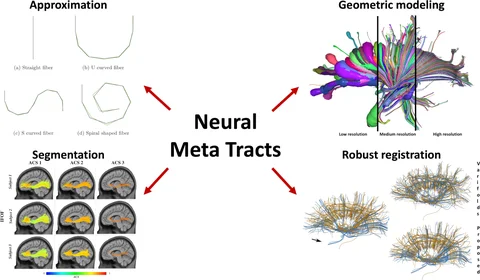 Approximation
Geometric modeling
(a) Straight fiber
(b) U curved fiber
(c) S curved fiber
(d) Spiral shaped fiber
Low resolution
Medium resolution
High resolution
Neural
Meta Tracts
Segmentation
Robust registration
ACS 1
ACS 2
ACS 3
Subject 1
Subject 2
Subject 3
IFOF
Varifolds
Proposed